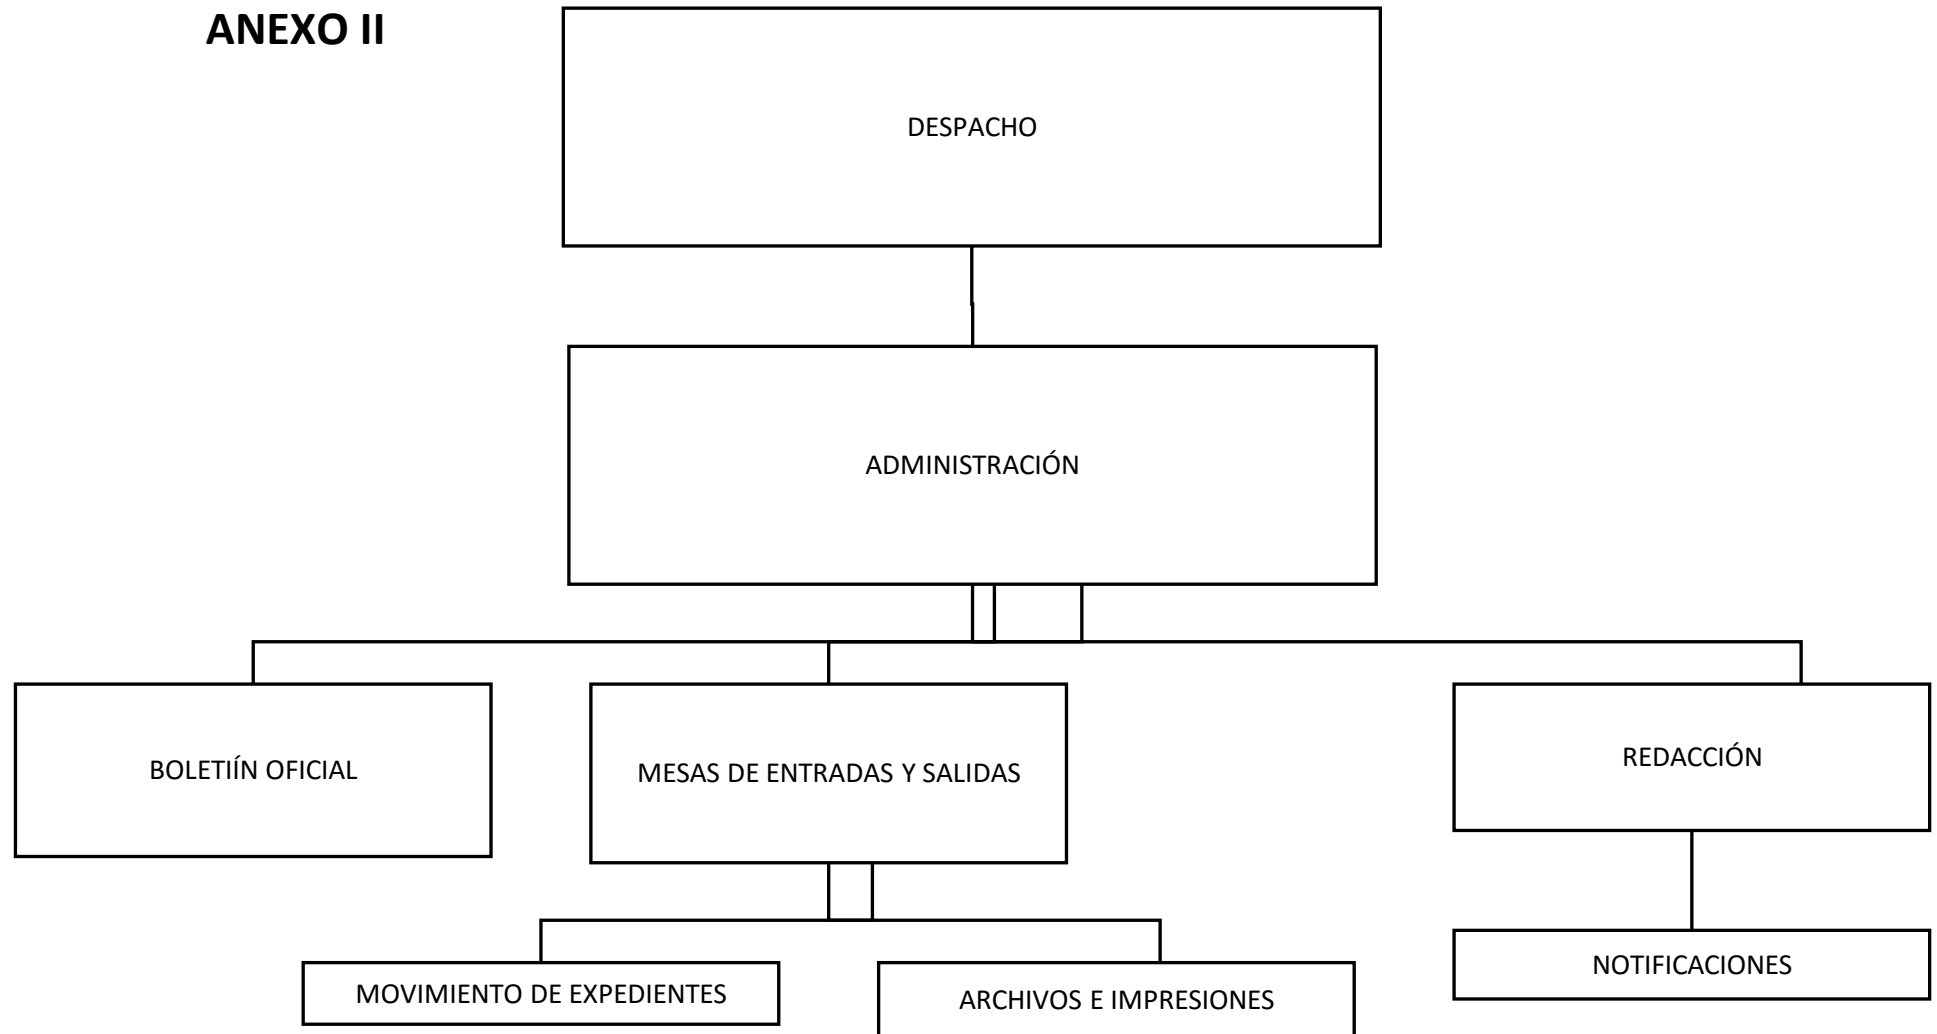 ANEXO II
DESPACHO
ADMINISTRACIÓN
BOLETIÍN OFICIAL
MESAS DE ENTRADAS Y SALIDAS
REDACCIÓN
MOVIMIENTO DE EXPEDIENTES
ARCHIVOS E IMPRESIONES
NOTIFICACIONES